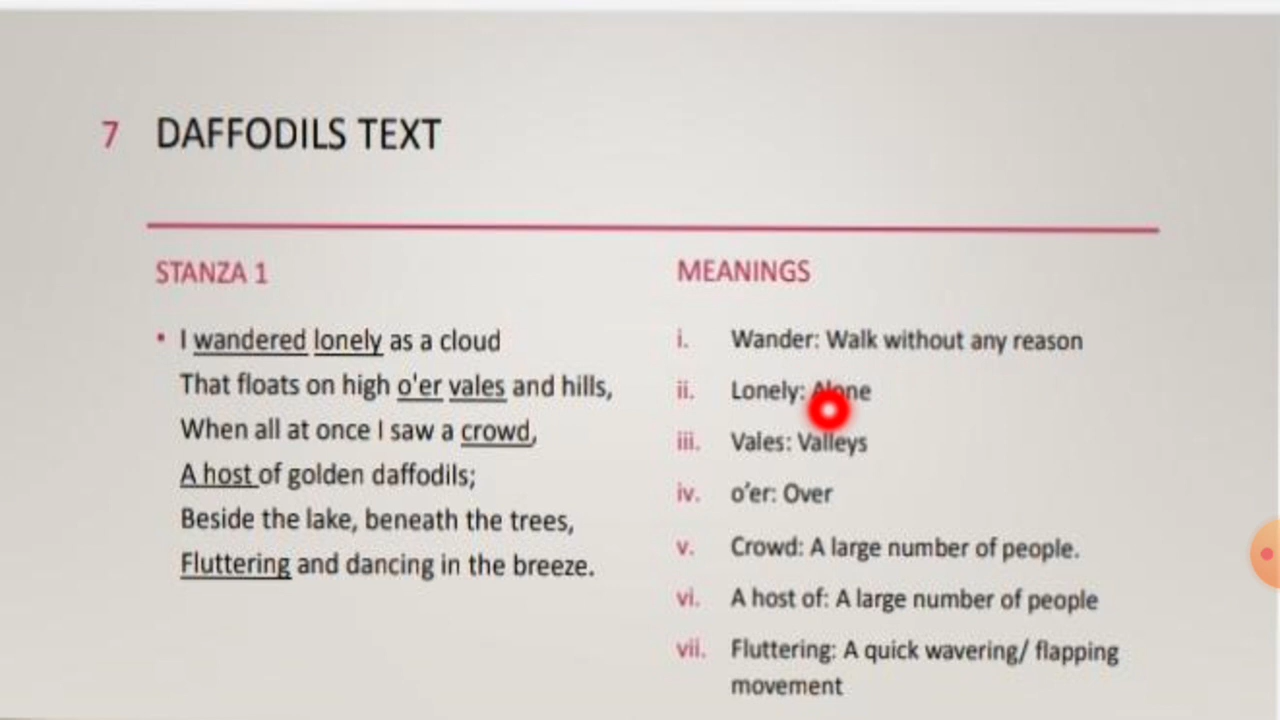 7 DAFFODILS TEXT
STANZA 1
• I wandered lonely as a cloud
That floats on high o'er vales and hills,
When all at once I saw a crowd,
A host of golden daffodils;
Beside the lake, beneath the trees,
Fluttering and dancing in the breeze.
MEANINGS
i. Wander: Walk without any reason
ii. Lonely: Alone
iii. Vales: Valleys
iv. o’er: Over
v. Crowd: A large number of people.
vi. A host of: A large number of people
vii. Fluttering: A quick wavering/ flapping
movement